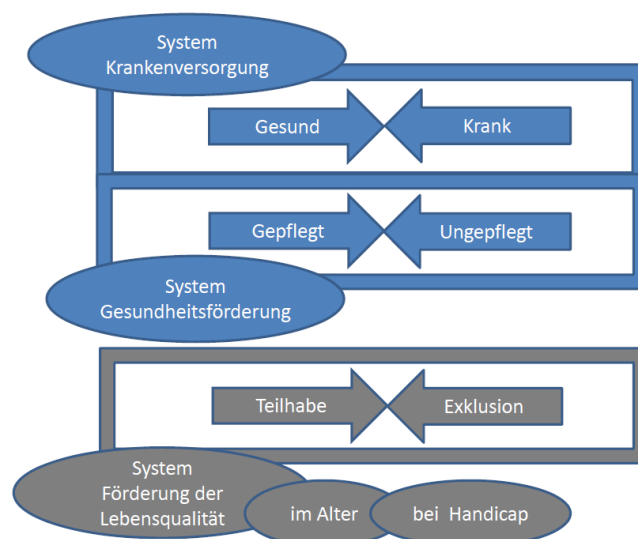 System
Krankenversorgung
Gesund
Krank
Gepflegt
Ungepflegt
System
Gesundheitsförderung
Teilhabe
Exklusion
System
Förderung der
Lebensqualität
im Alter
bei Handicap